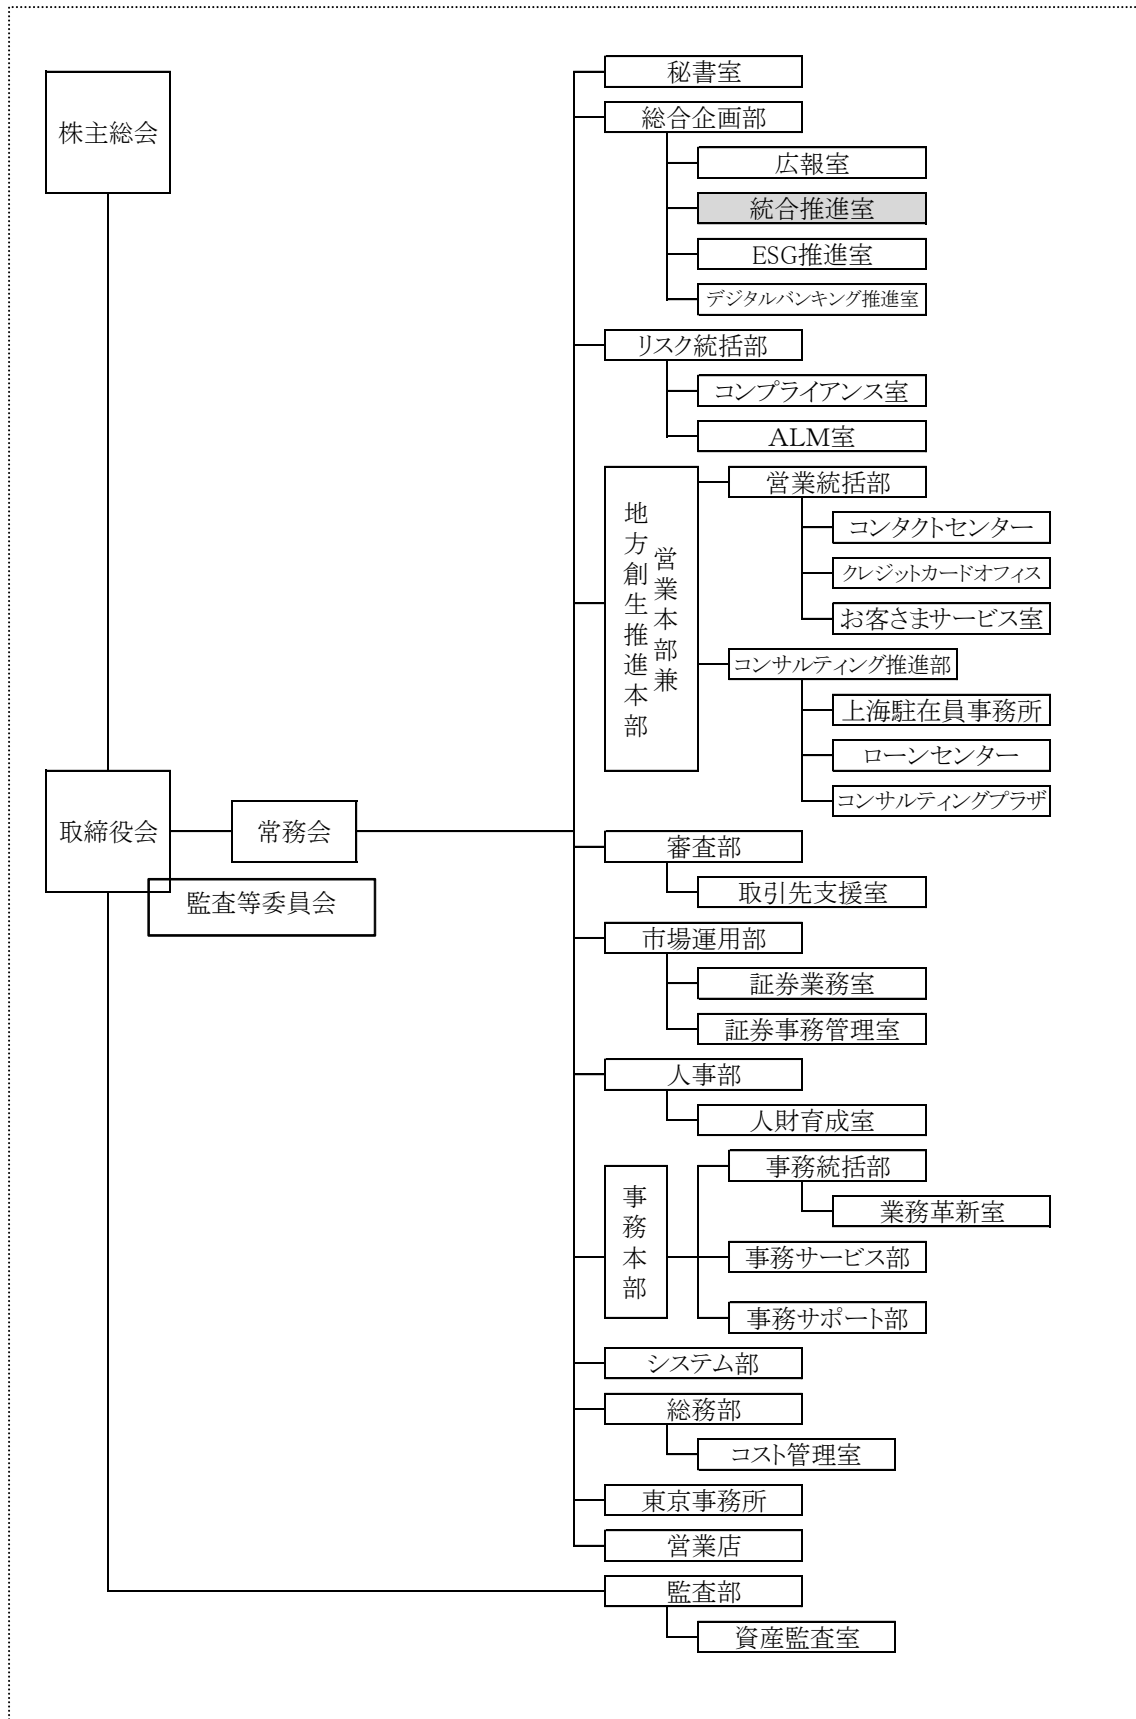 株主総会
取締役会
監査等委員会
常務会
秘書室
総合企画部
広報室
統合推進室
ESG推進室
デジタルバンキング推進室
リスク統括部
コンプライアンス室
ALM室
営業本部兼
地方創生推進本部
営業統括部
コンタクトセンター
クレジットカードオフィス
お客さまサービス室
コンサルティング推進部
上海駐在員事務所
ローンセンター
コンサルティングプラザ
審査部
取引先支援室
市場運用部
証券業務室
証券事務管理室
人事部
人財育成室
事務本部
事務統括部
業務革新室
事務サービス部
事務サポート部
システム部
総務部
コスト管理室
東京事務所
営業店
監査部
資産監査室